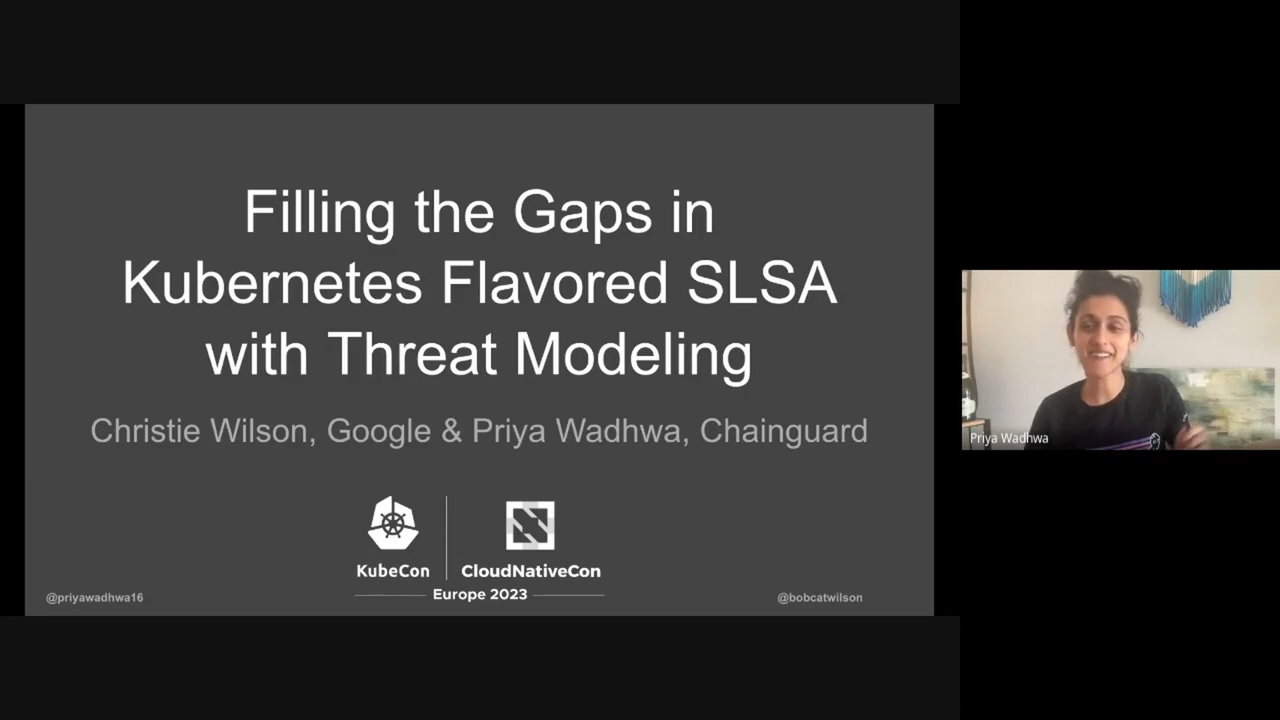 Filling the Gaps in
Kubernetes Flavored SLSA
with Threat Modeling
Christie Wilson, Google & Priya Wadhwa, Chainguard
KubeCon
CloudNativeCon
Europe 2023
@priyawadhwa16
@bobcatwilson
Priya Wadhwa